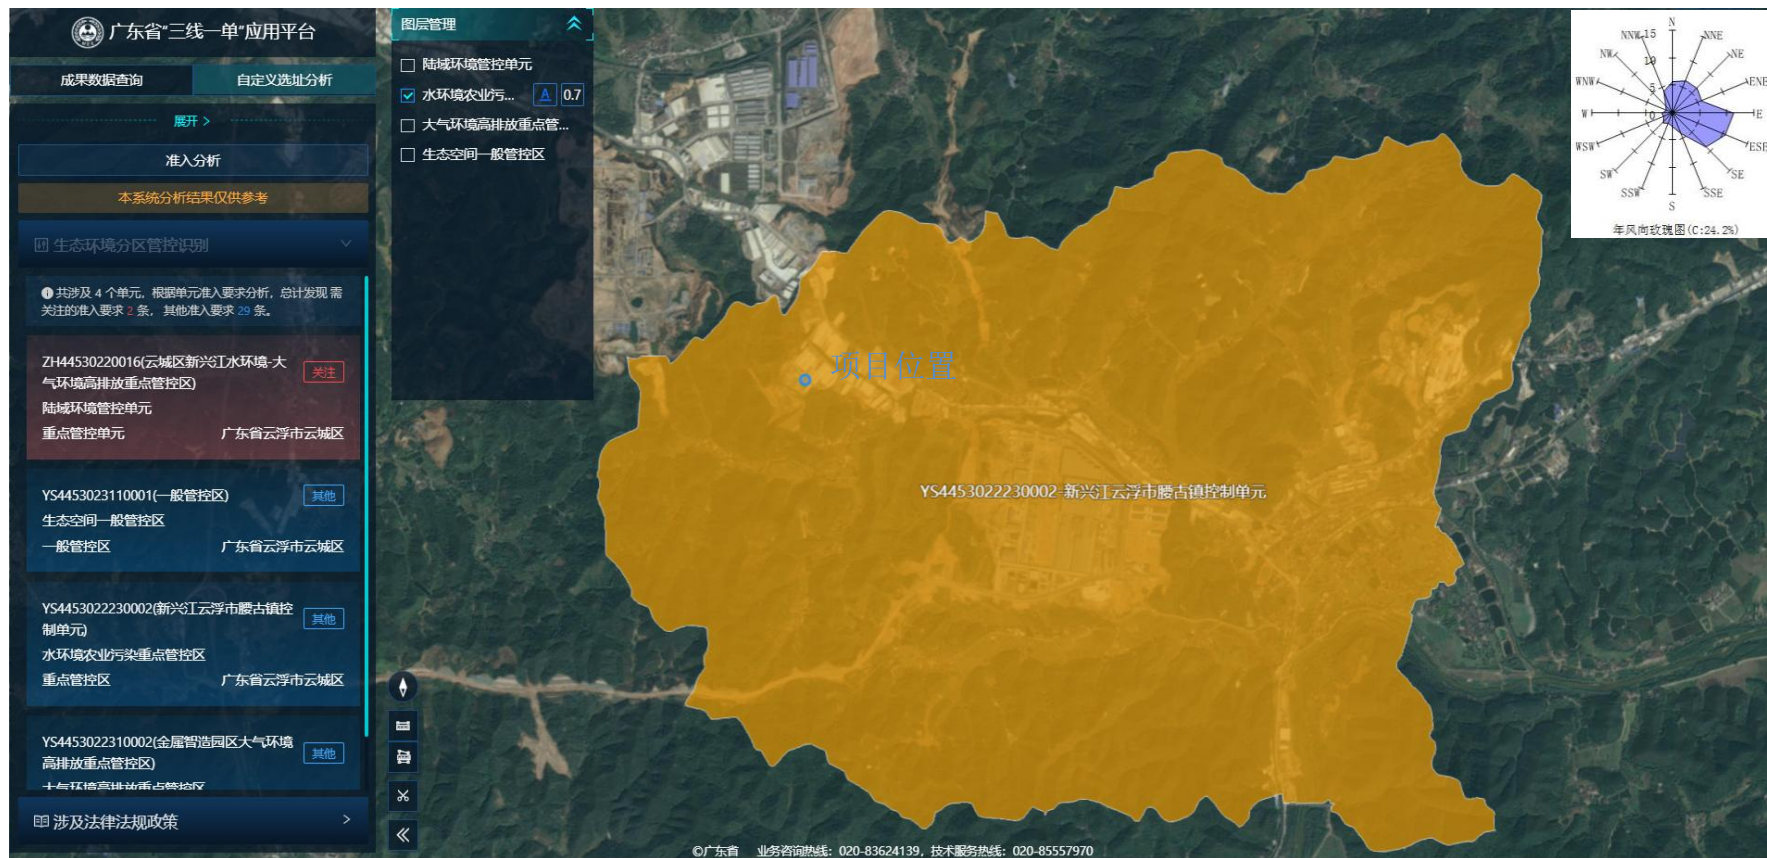 广东省“三线一单”应用平台
成果数据查询
自定义选址分析
展开 >
准入分析
本系统分析结果仅供参考
生态环境分区管控识别
共涉及 4 个单元，根据单元准入要求分析，总计发现 需
关注的准入要求 2 条，其他准入要求 29 条。
ZH44530220016(云城区新兴江水环境-大
气环境高排放重点管控区)
关注
陆域环境管控单元
重点管控单元
广东省云浮市云城区
YS4453023110001(一般管控区)
其他
生态空间一般管控区
一般管控区
广东省云浮市云城区
YS4453022230002(新兴江云浮市腰古镇控
制单元)
其他
水环境农业污染重点管控区
重点管控区
广东省云浮市云城区
YS4453022310002(金属智造园区大气环境
高排放重点管控区)
其他
大气环境高排放重点管控区
涉及法律法规政策
图层管理
陆域环境管控单元
水环境农业污...
A
0.7
大气环境高排放重点管...
生态空间一般管控区
项目位置
YS4453022230002-新兴江云浮市腰古镇控制单元
N
NNW
15
NNE
NW
10
NE
WNW
5
ENE
W
0
E
WSW
ESE
SW
SE
SSW
SSE
S
年风向玫瑰图(C:24.2%)
©广东省 业务咨询热线：020-83624139，技术服务热线：020-85557970